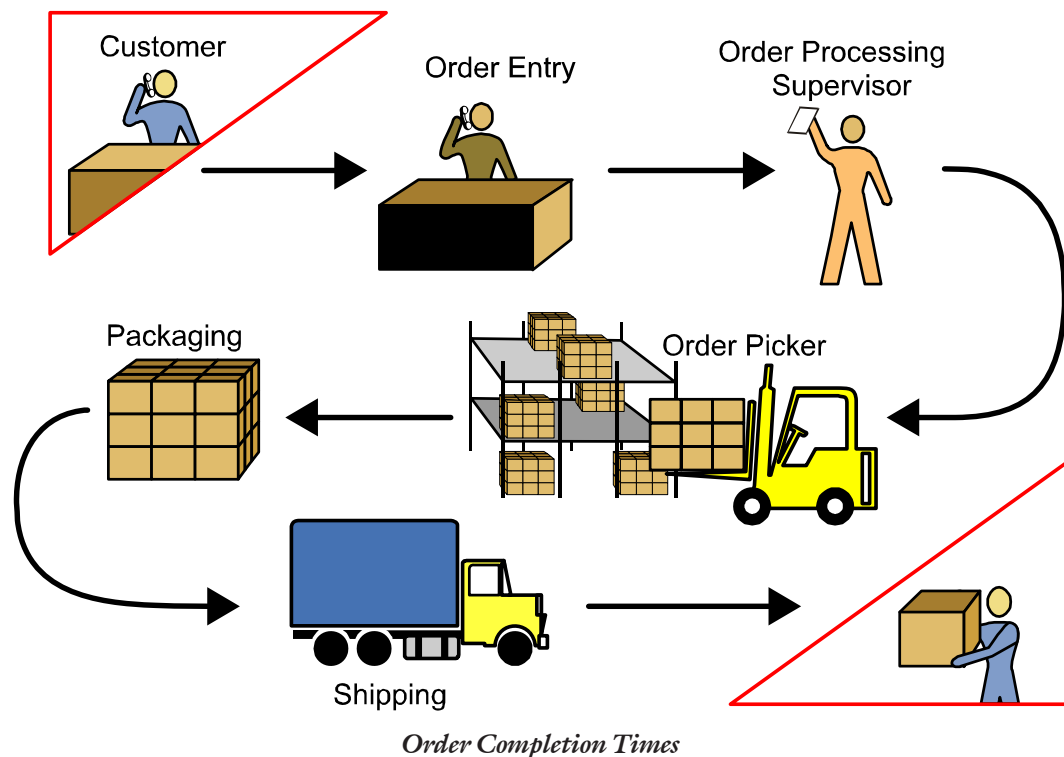 Customer
Order Entry
Order Processing
Supervisor
Packaging
Order Picker
Shipping
Order Completion Times